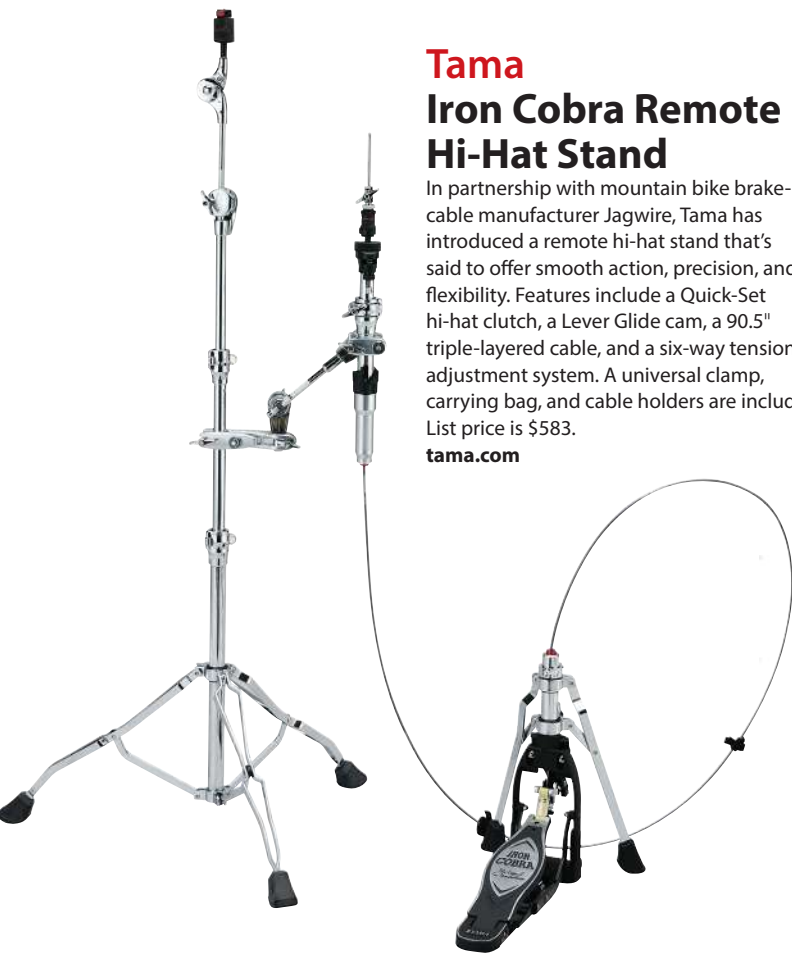 Tama
Iron Cobra Remote
Hi-Hat Stand
In partnership with mountain bike brake-
cable manufacturer Jagwire, Tama has
introduced a remote hi-hat stand that's
said to offer smooth action, precision, and
flexibility. Features include a Quick-Set
hi-hat clutch, a Lever Glide cam, a 90.5"
triple-layered cable, and a six-way tension
adjustment system. A universal clamp,
carrying bag, and cable holders are includ
List price is $583.
tama.com
IRON
COBRA
TAMA